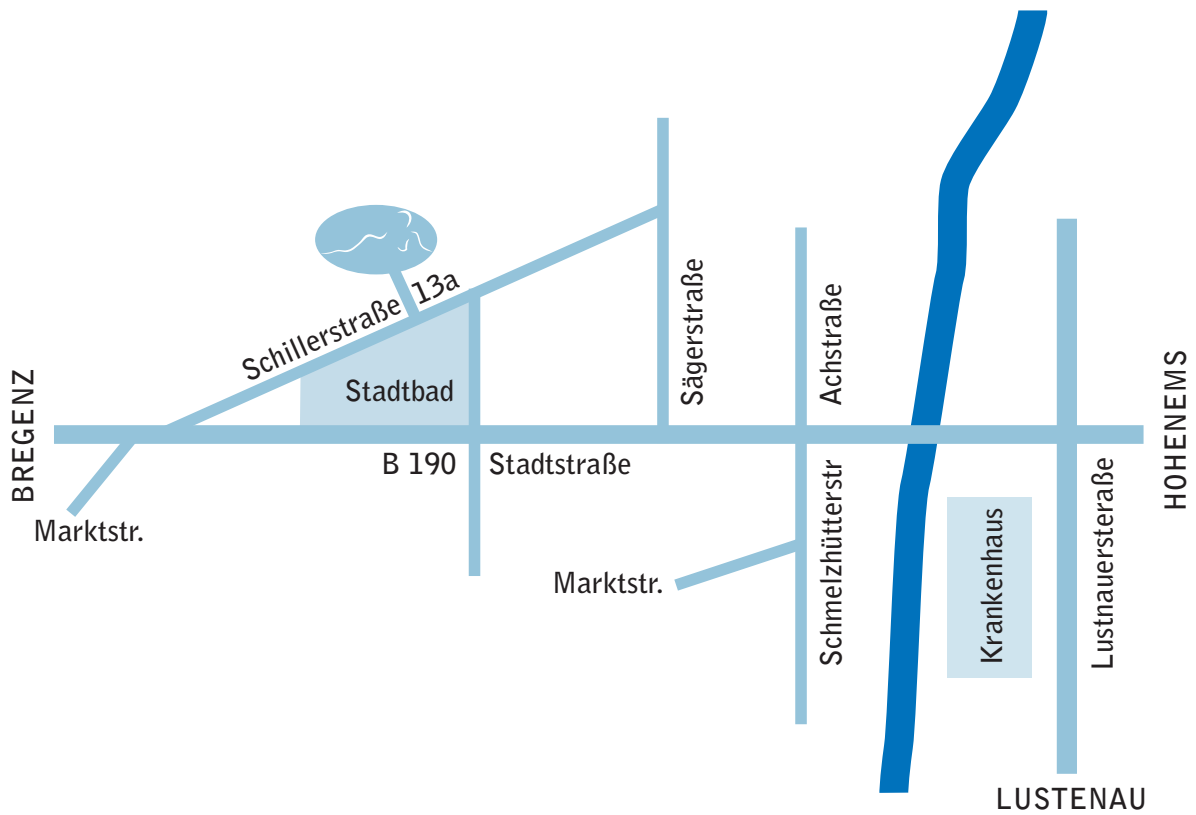 Schillerstraße 13a
Stadtbad
Sägerstraße
Achstraße
BREGENZ
HOHENEMS
B 190
Stadtstraße
Marktstr.
Marktstr.
Schmelzhütterstr
Krankenhaus
Lustnauersteraße
LUSTENAU